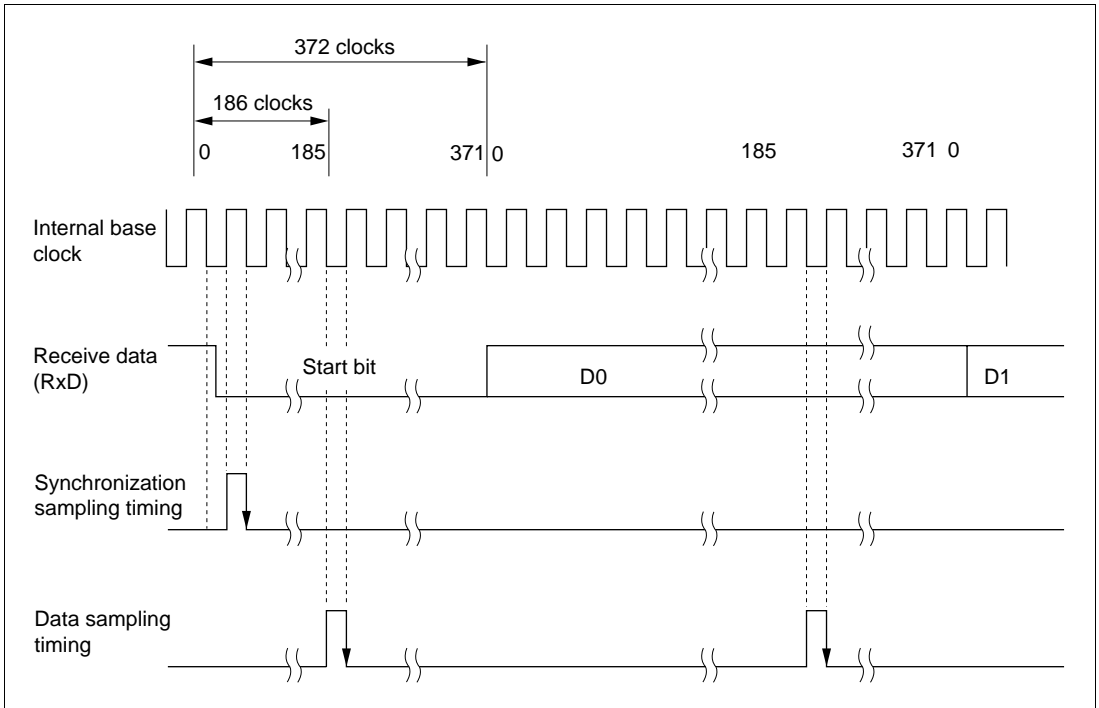 372 clocks
186 clocks
0 185 371 0 185 371 0
Internal base
clock
Receive data
(RxD)
Start bit
D0
D1
Synchronization
sampling timing
Data sampling
timing